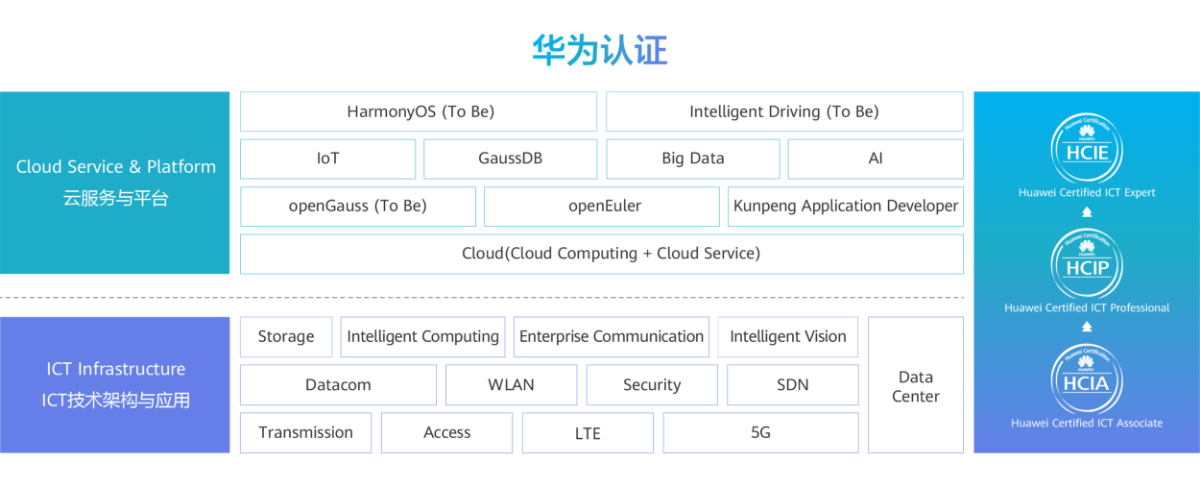 华为认证
Cloud Service & Platform
云服务与平台
HarmonyOS (To Be)
Intelligent Driving (To Be)
IoT
GaussDB
Big Data
AI
openGauss (To Be)
openEuler
Kunpeng Application Developer
Cloud(Cloud Computing + Cloud Service)
ICT Infrastructure
ICT技术架构与应用
Storage
Intelligent Computing
Enterprise Communication
Intelligent Vision
Datacom
WLAN
Security
SDN
Transmission
Access
LTE
5G
Data
Center
Huawei Certification
HUAWEI
HCIE
Huawei Certified ICT Expert
Huawei Certification
HUAWEI
HCIP
Huawei Certified ICT Professional
Huawei Certification
HUAWEI
HCIA
Huawei Certified ICT Associate